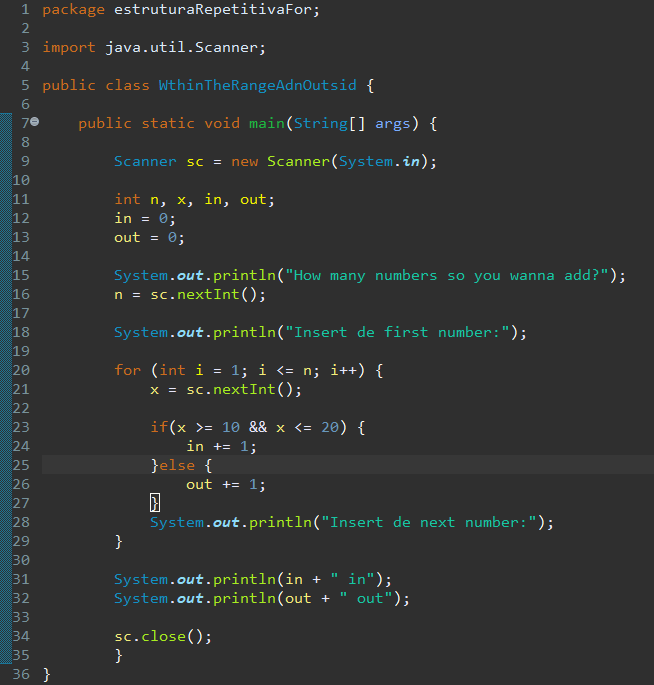 1 package estruturaRepetitivaFor;
2
3 import java.util.Scanner;
4
5 public class WthinTheRangeAdnOutsid {
6
7 public static void main(String[] args) {
8
9 Scanner sc = new Scanner(System.in);
10
11 int n, x, in, out;
12 in = 0;
13 out = 0;
14
15 System.out.println("How many numbers so you wanna add?");
16 n = sc.nextInt();
17
18 System.out.println("Insert de first number:");
19
20 for (int i = 1; i <= n; i++) {
21 x = sc.nextInt();
22
23 if(x >= 10 && x <= 20) {
24 in += 1;
25 }else {
26 out += 1;
27 }
28 System.out.println("Insert de next number:");
29 }
30
31 System.out.println(in + " in");
32 System.out.println(out + " out");
33
34 sc.close();
35 }
36 }